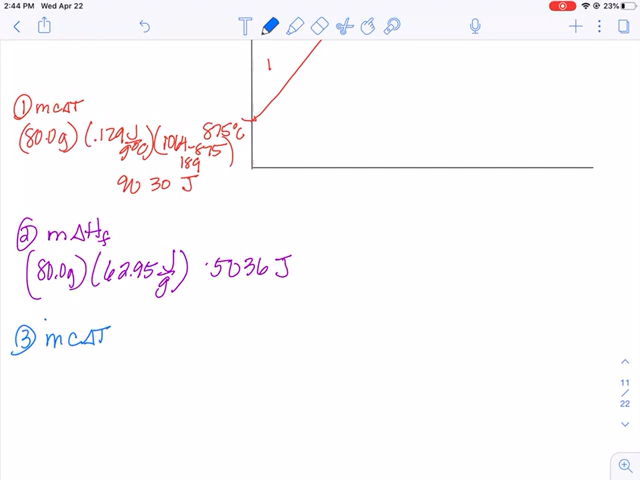 2:44 PM Wed Apr 22
23%
1
① mcΔT
875°C
(80.0g)(.129 J/g°C)(1064-875)
189
9030 J
② mΔHf
(80.0g)(62.95 J/g) · 5036 J
③ mcΔT
11
/
22